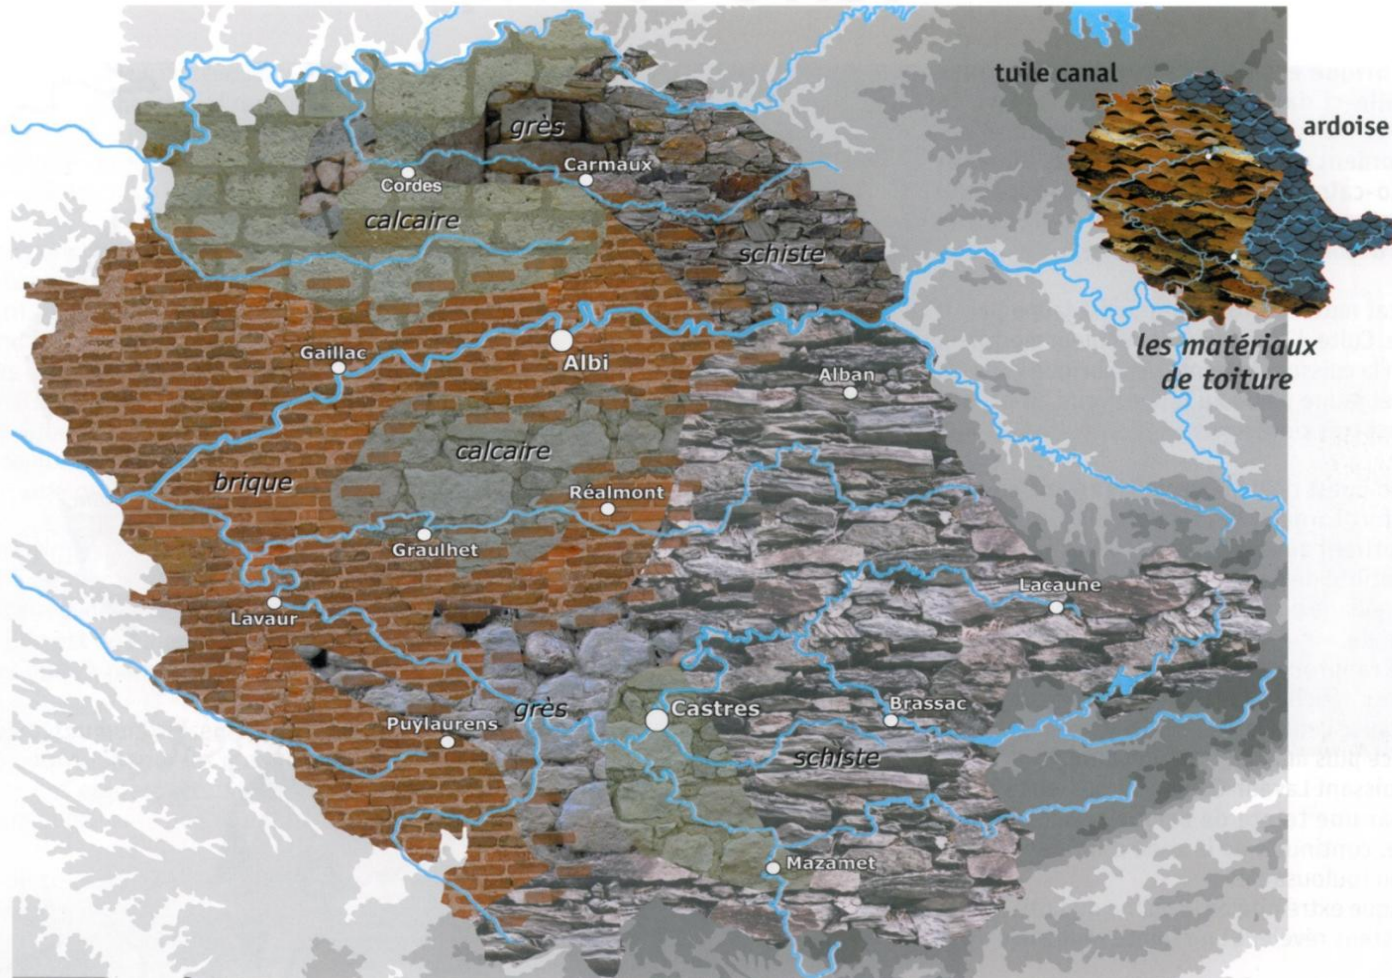 tuile canal
ardoise
les matériaux
de toiture
grès
Carmaux
Cordes
calcaire
schiste
Gaillac
Albi
Alban
calcaire
brique
Réalmont
Graulhet
Lacaune
Lavaur
grès
Castres
Brassac
Puylaurens
schiste
Mazamet